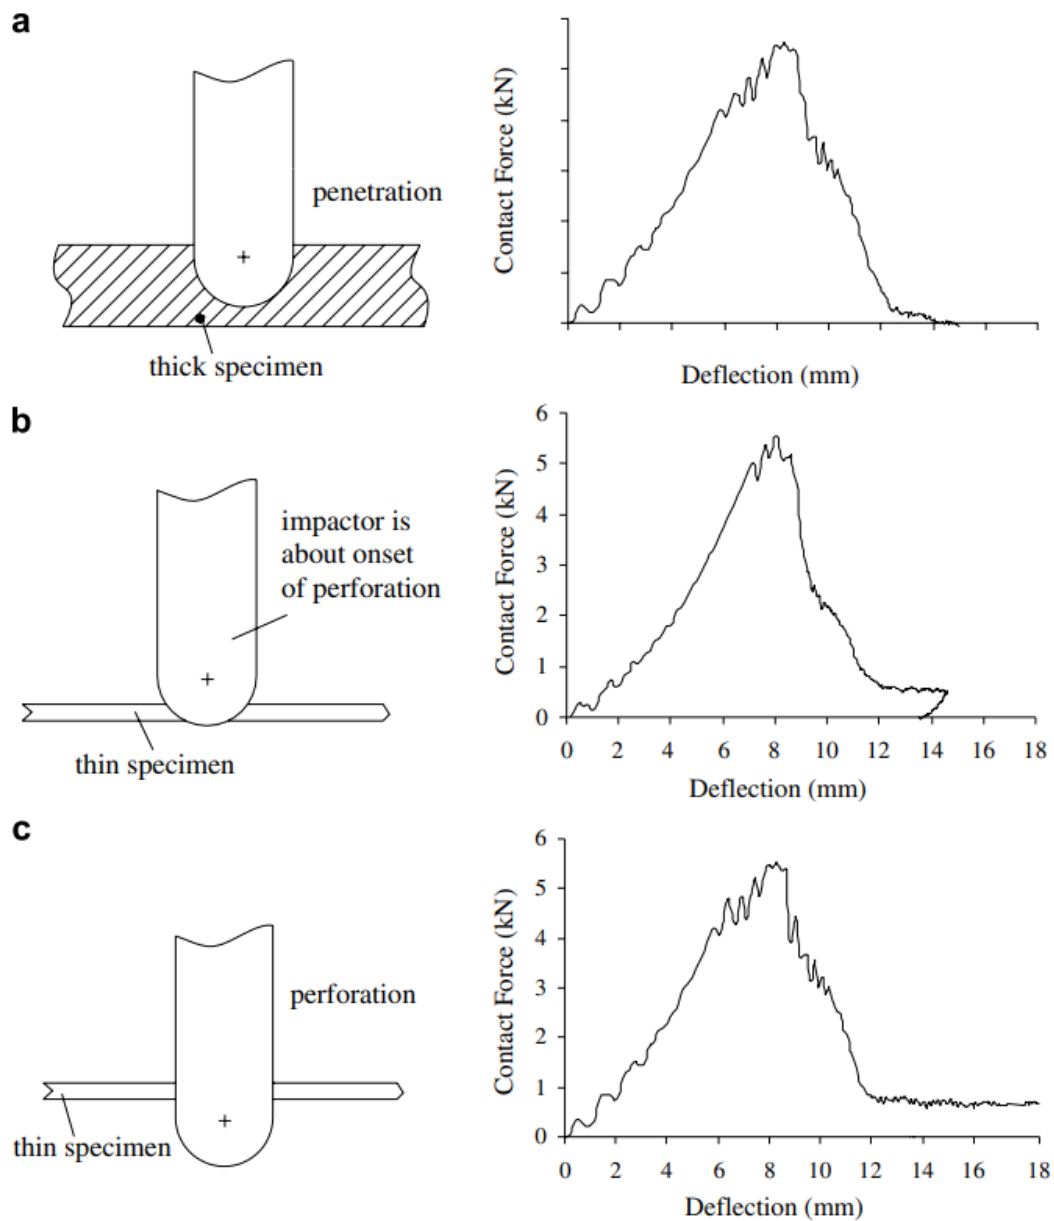 a
Contact Force (kN)
penetration
thick specimen
Deflection (mm)
b
6
5
4
3
2
1
0
Contact Force (kN)
impactor is
about onset
of perforation
thin specimen
0 2 4 6 8 10 12 14 16 18
Deflection (mm)
c
6
5
4
3
2
1
0
Contact Force (kN)
perforation
thin specimen
0 2 4 6 8 10 12 14 16 18
Deflection (mm)